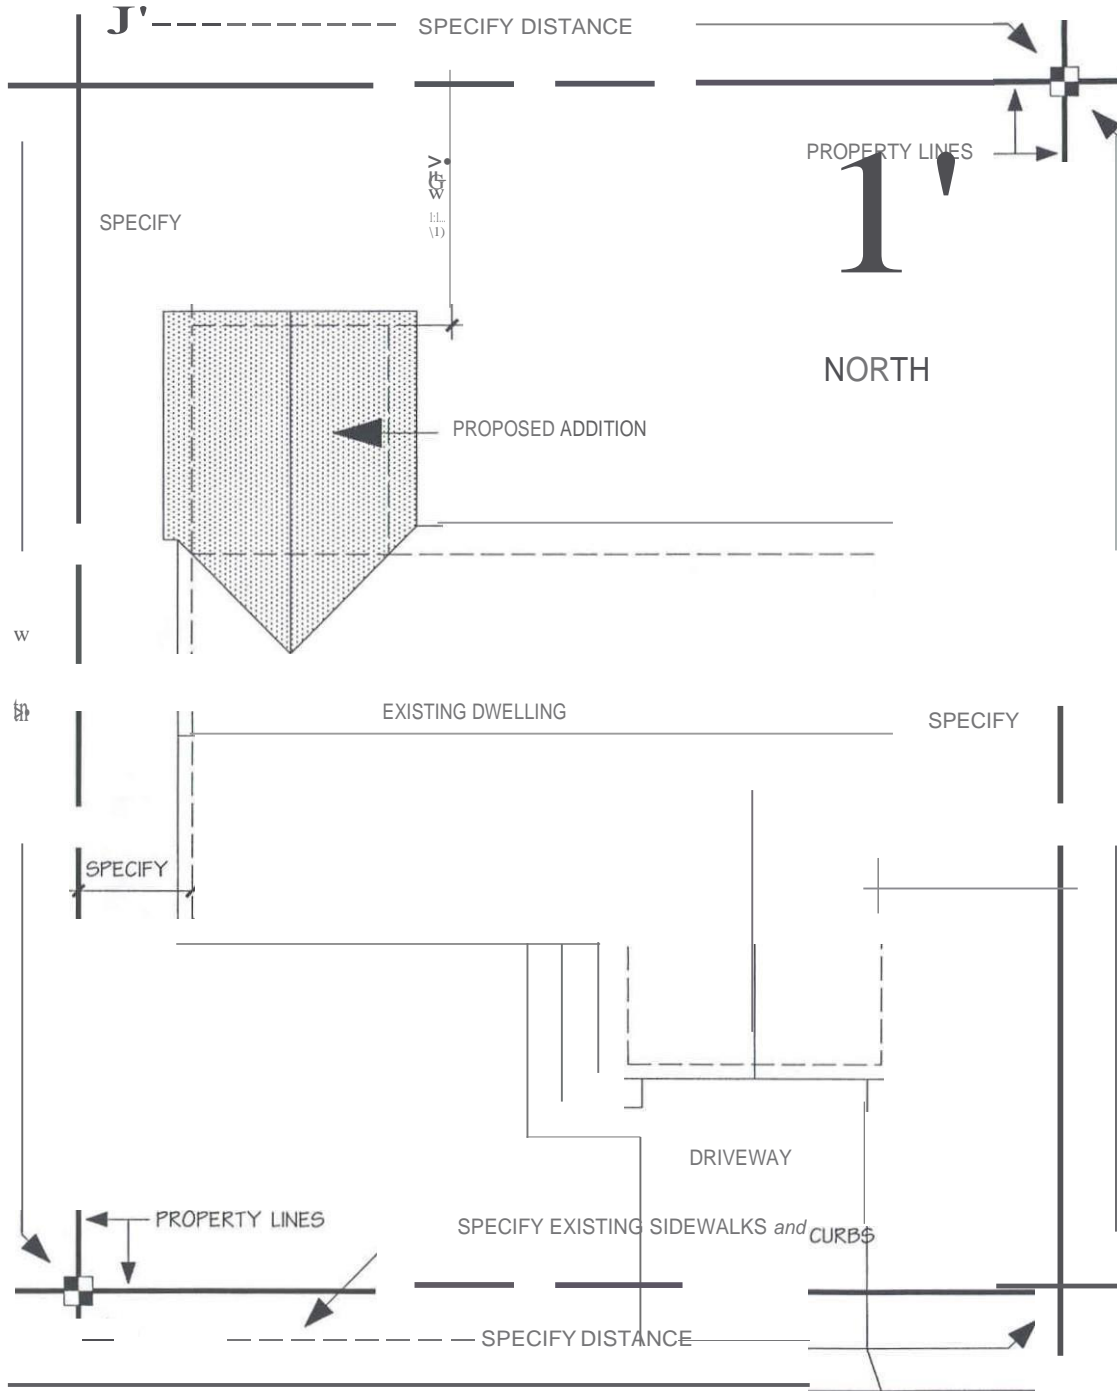 J'
SPECIFY DISTANCE
PROPERTY LINES
1'
SPECIFY
NORTH
PROPOSED ADDITION
w
EXISTING DWELLING
SPECIFY
SPECIFY
DRIVEWAY
PROPERTY LINES
SPECIFY EXISTING SIDEWALKS and CURBS
SPECIFY DISTANCE